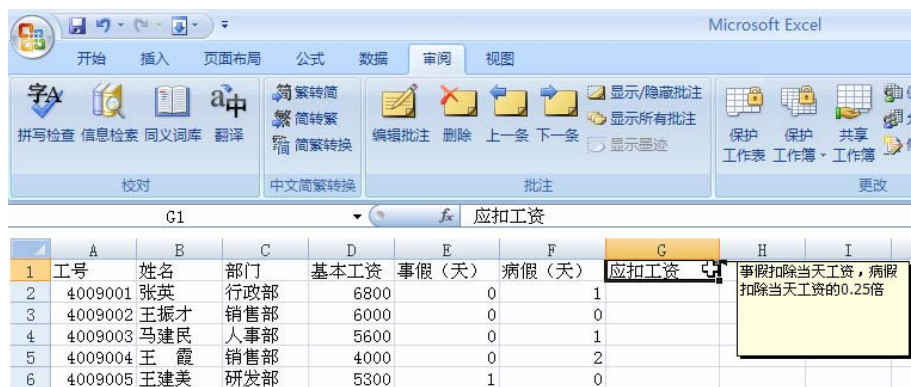 Microsoft Excel
开始 插入 页面布局 公式 数据 审阅 视图
拼写检查 信息检索 同义词库 翻译
繁转简
简转繁
简繁转换
编辑批注 删除 上一条 下一条
显示/隐藏批注
显示所有批注
显示墨迹
保护 保护 共享
工作表 工作簿 工作簿
校对 中文简繁转换 批注 更改
G1 fx 应扣工资
A B C D E F G H I
1 工号 姓名 部门 基本工资 事假（天） 病假（天） 应扣工资
事假扣除当天工资，病假
扣除当天工资的0.25倍
2 4009001 张英 行政部 6800 0 1
3 4009002 王振才 销售部 6000 0 0
4 4009003 马建民 人事部 5600 0 1
5 4009004 王　霞 销售部 4000 0 2
6 4009005 王建美 研发部 5300 1 0